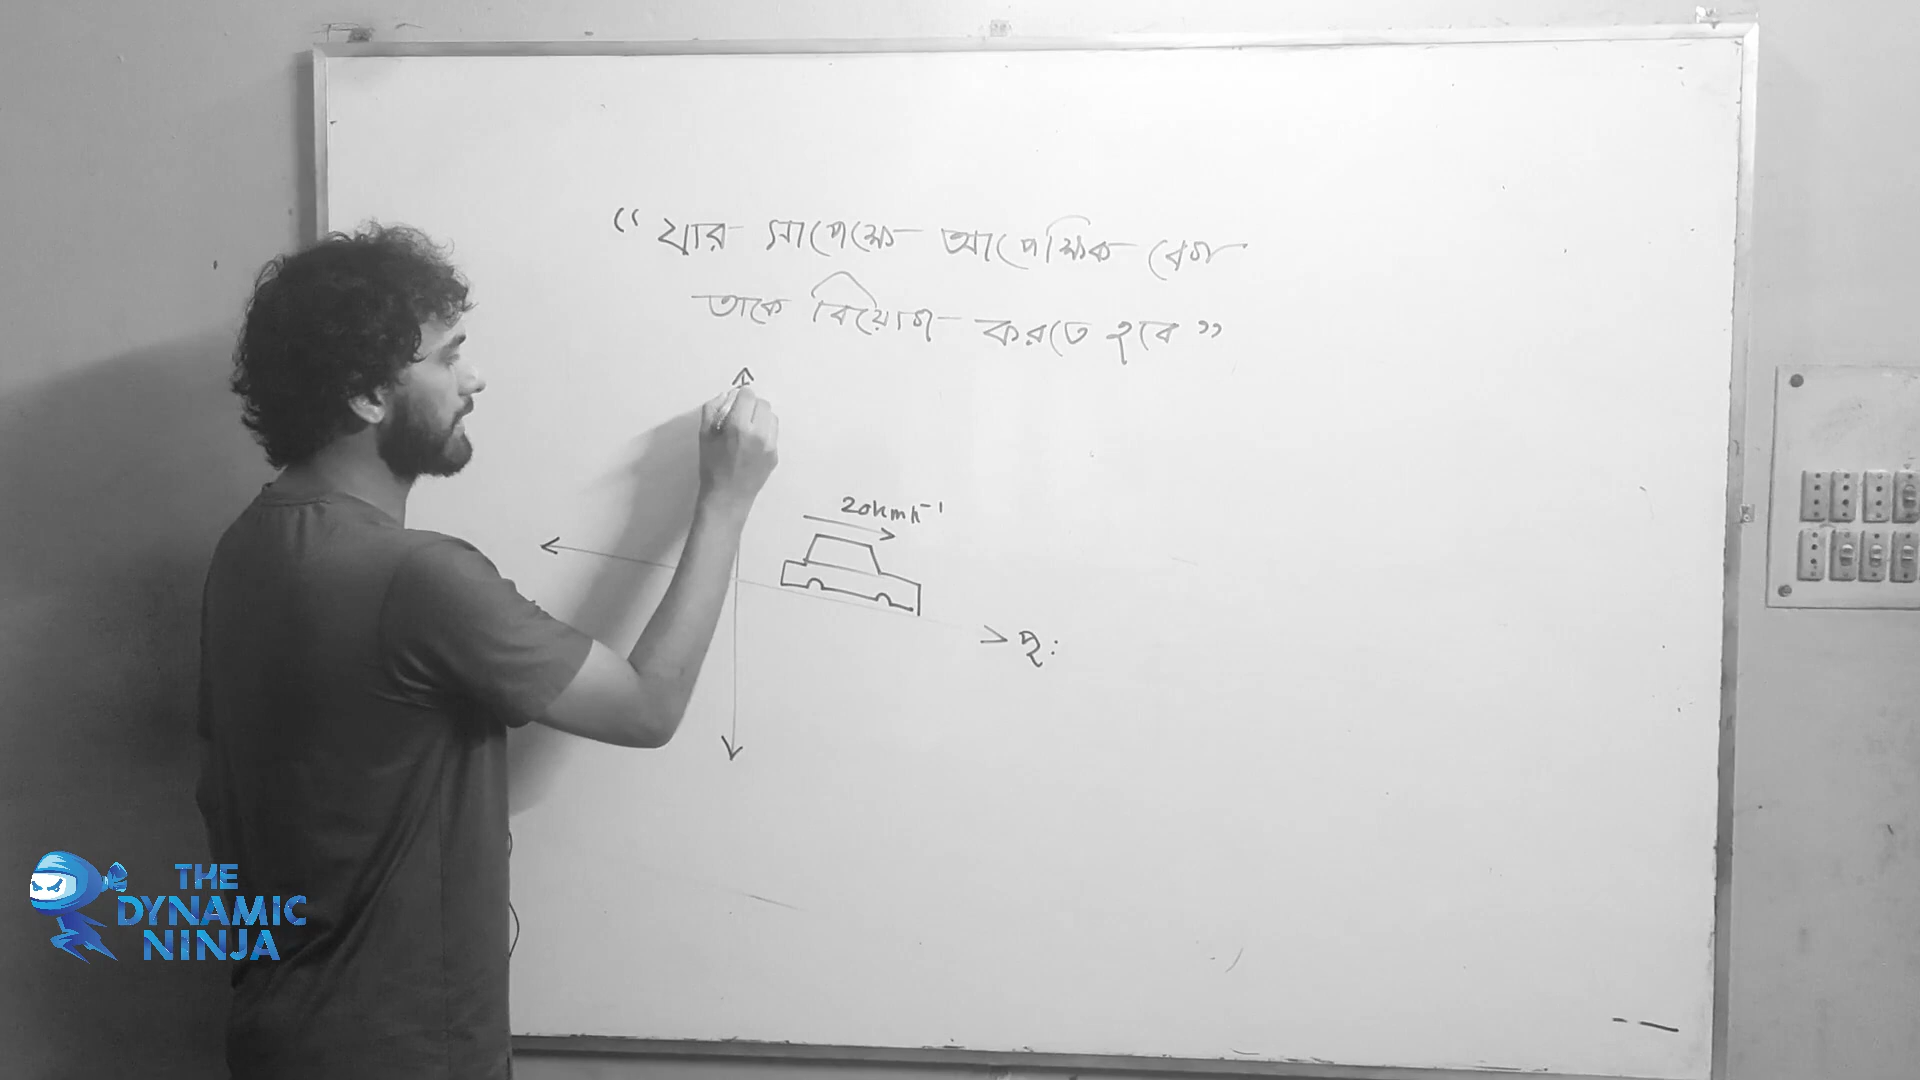 “ যার সাপেক্ষে আপেক্ষিক বেগ
তাকে বিয়োগ করতে হবে ”
20kmh⁻¹
পূ:
THE
DYNAMIC
NINJA